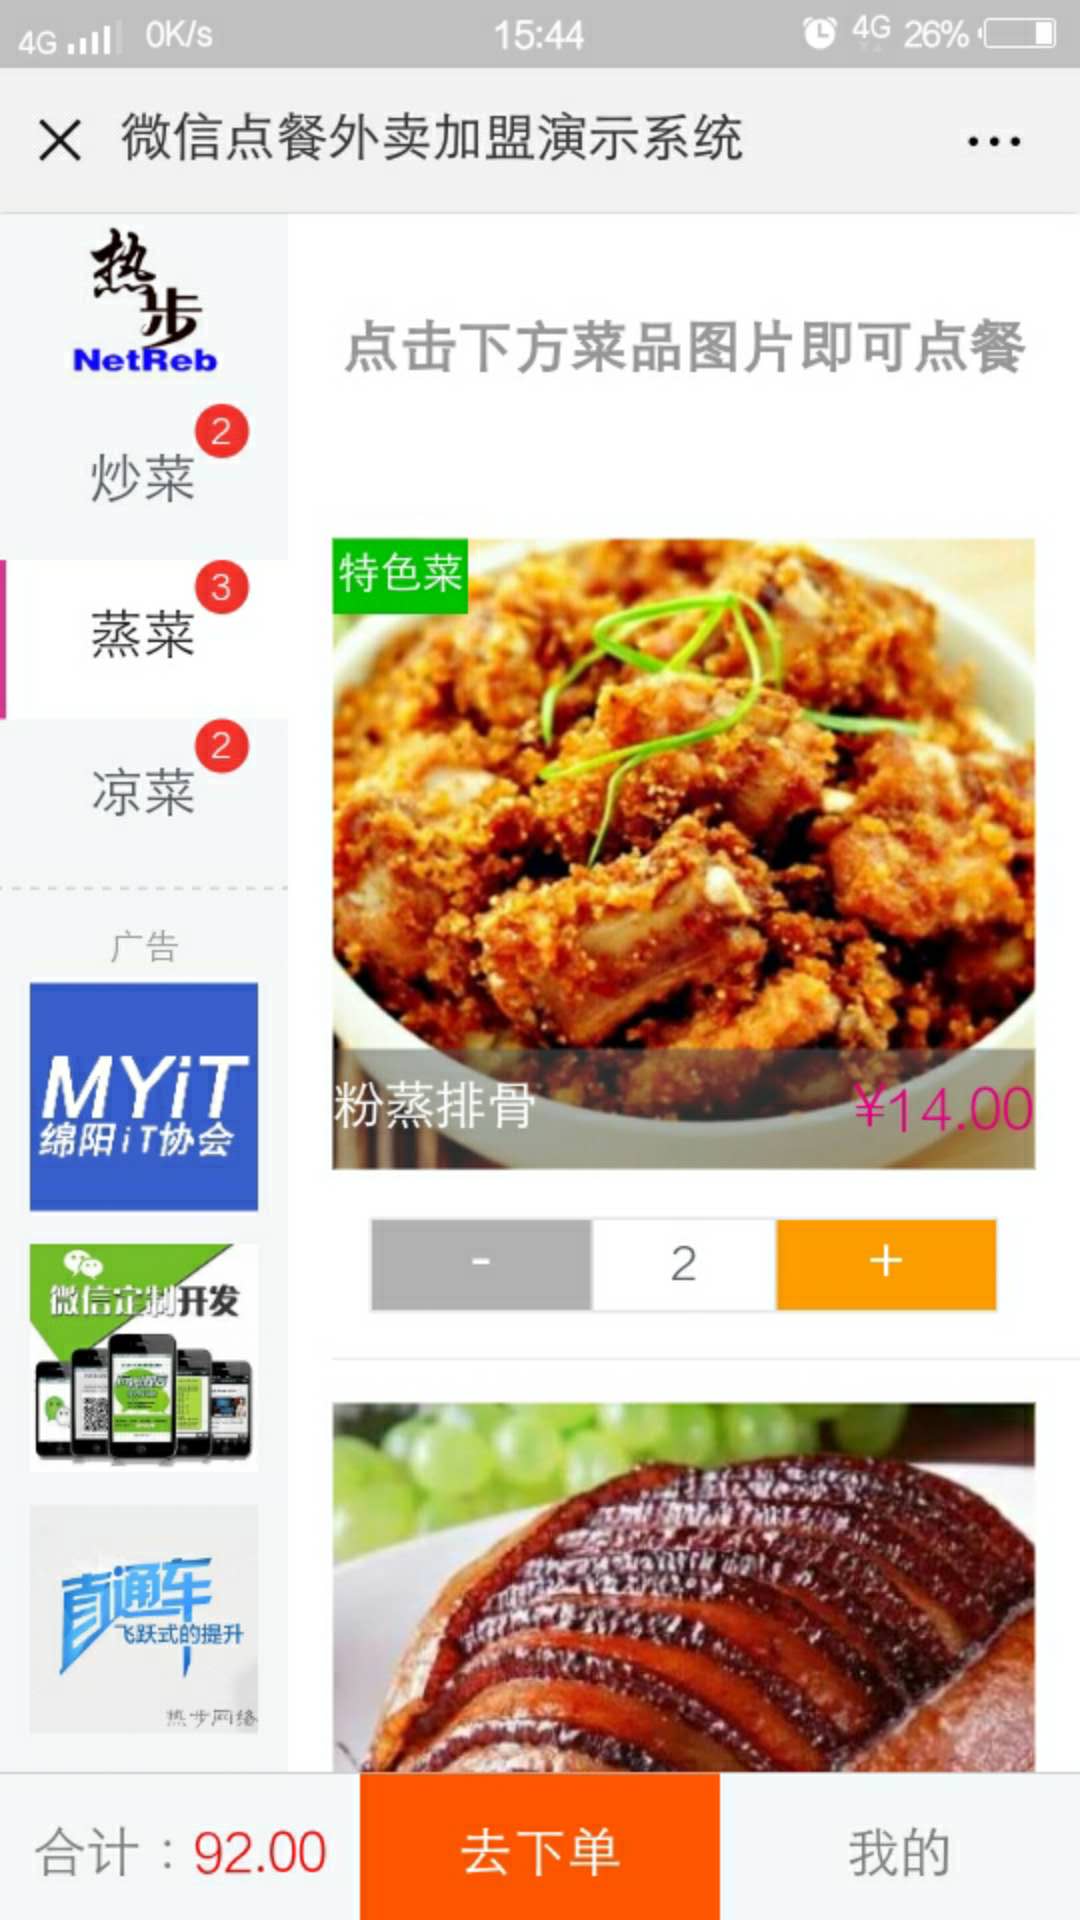 4G 0K/s 15:44 4G 26%
微信点餐外卖加盟演示系统
热步
NetReb
点击下方菜品图片即可点餐
炒菜 2
蒸菜 3
凉菜 2
广告
MYiT
绵阳iT协会
微信定制开发
直通车
飞跃式的提升
热步网络
特色菜
粉蒸排骨 ¥14.00
- 2 +
合计：92.00 去下单 我的